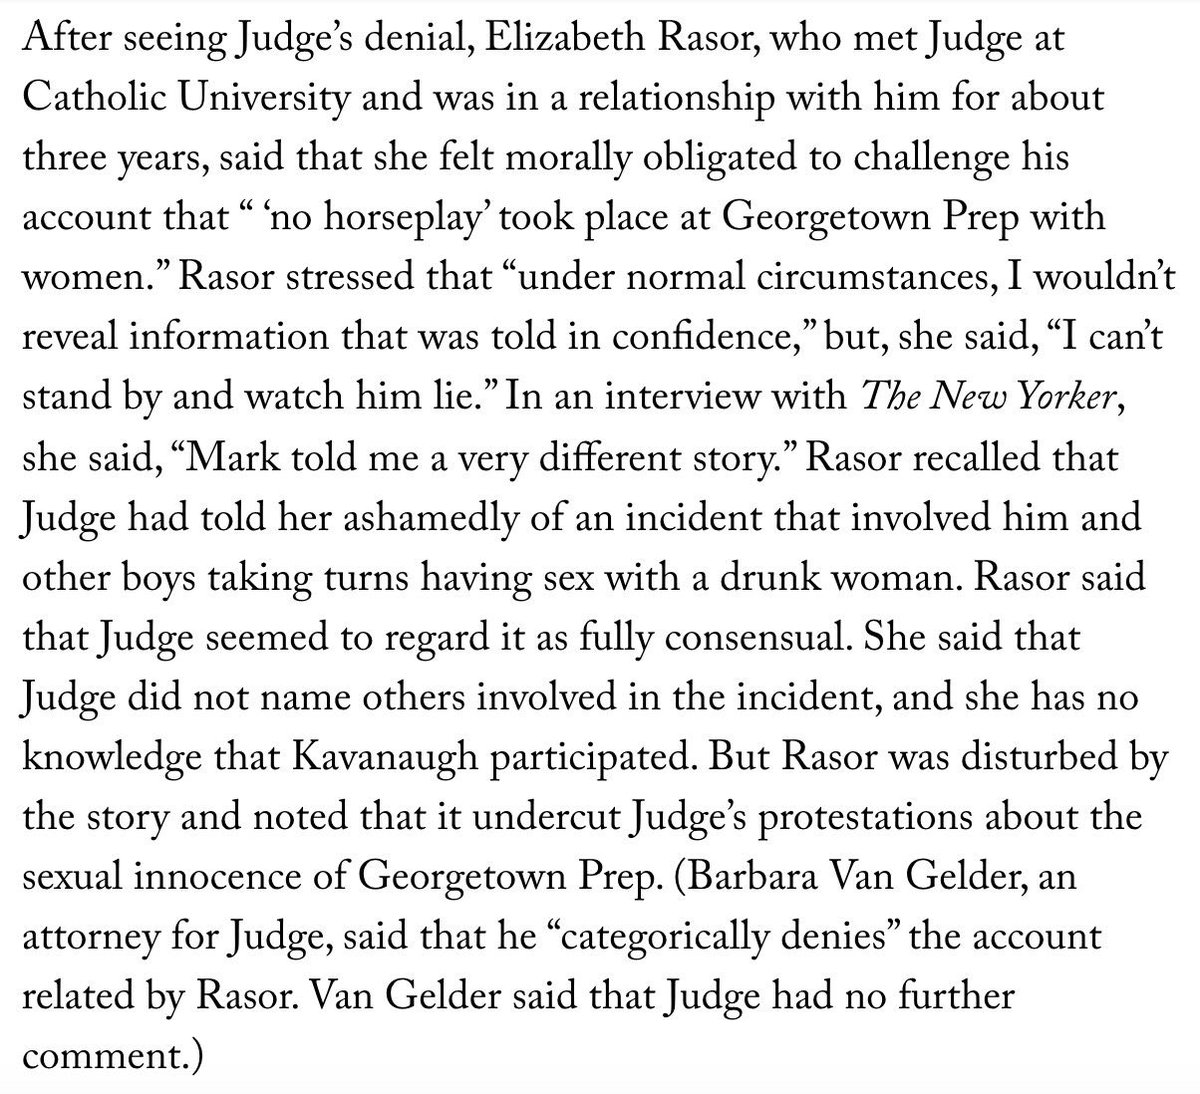 After seeing Judge’s denial, Elizabeth Rasor, who met Judge at
Catholic University and was in a relationship with him for about
three years, said that she felt morally obligated to challenge his
account that “ ‘no horseplay’ took place at Georgetown Prep with
women.” Rasor stressed that “under normal circumstances, I wouldn’t
reveal information that was told in confidence,” but, she said, “I can’t
stand by and watch him lie.” In an interview with The New Yorker,
she said, “Mark told me a very different story.” Rasor recalled that
Judge had told her ashamedly of an incident that involved him and
other boys taking turns having sex with a drunk woman. Rasor said
that Judge seemed to regard it as fully consensual. She said that
Judge did not name others involved in the incident, and she has no
knowledge that Kavanaugh participated. But Rasor was disturbed by
the story and noted that it undercut Judge’s protestations about the
sexual innocence of Georgetown Prep. (Barbara Van Gelder, an
attorney for Judge, said that he “categorically denies” the account
related by Rasor. Van Gelder said that Judge had no further
comment.)